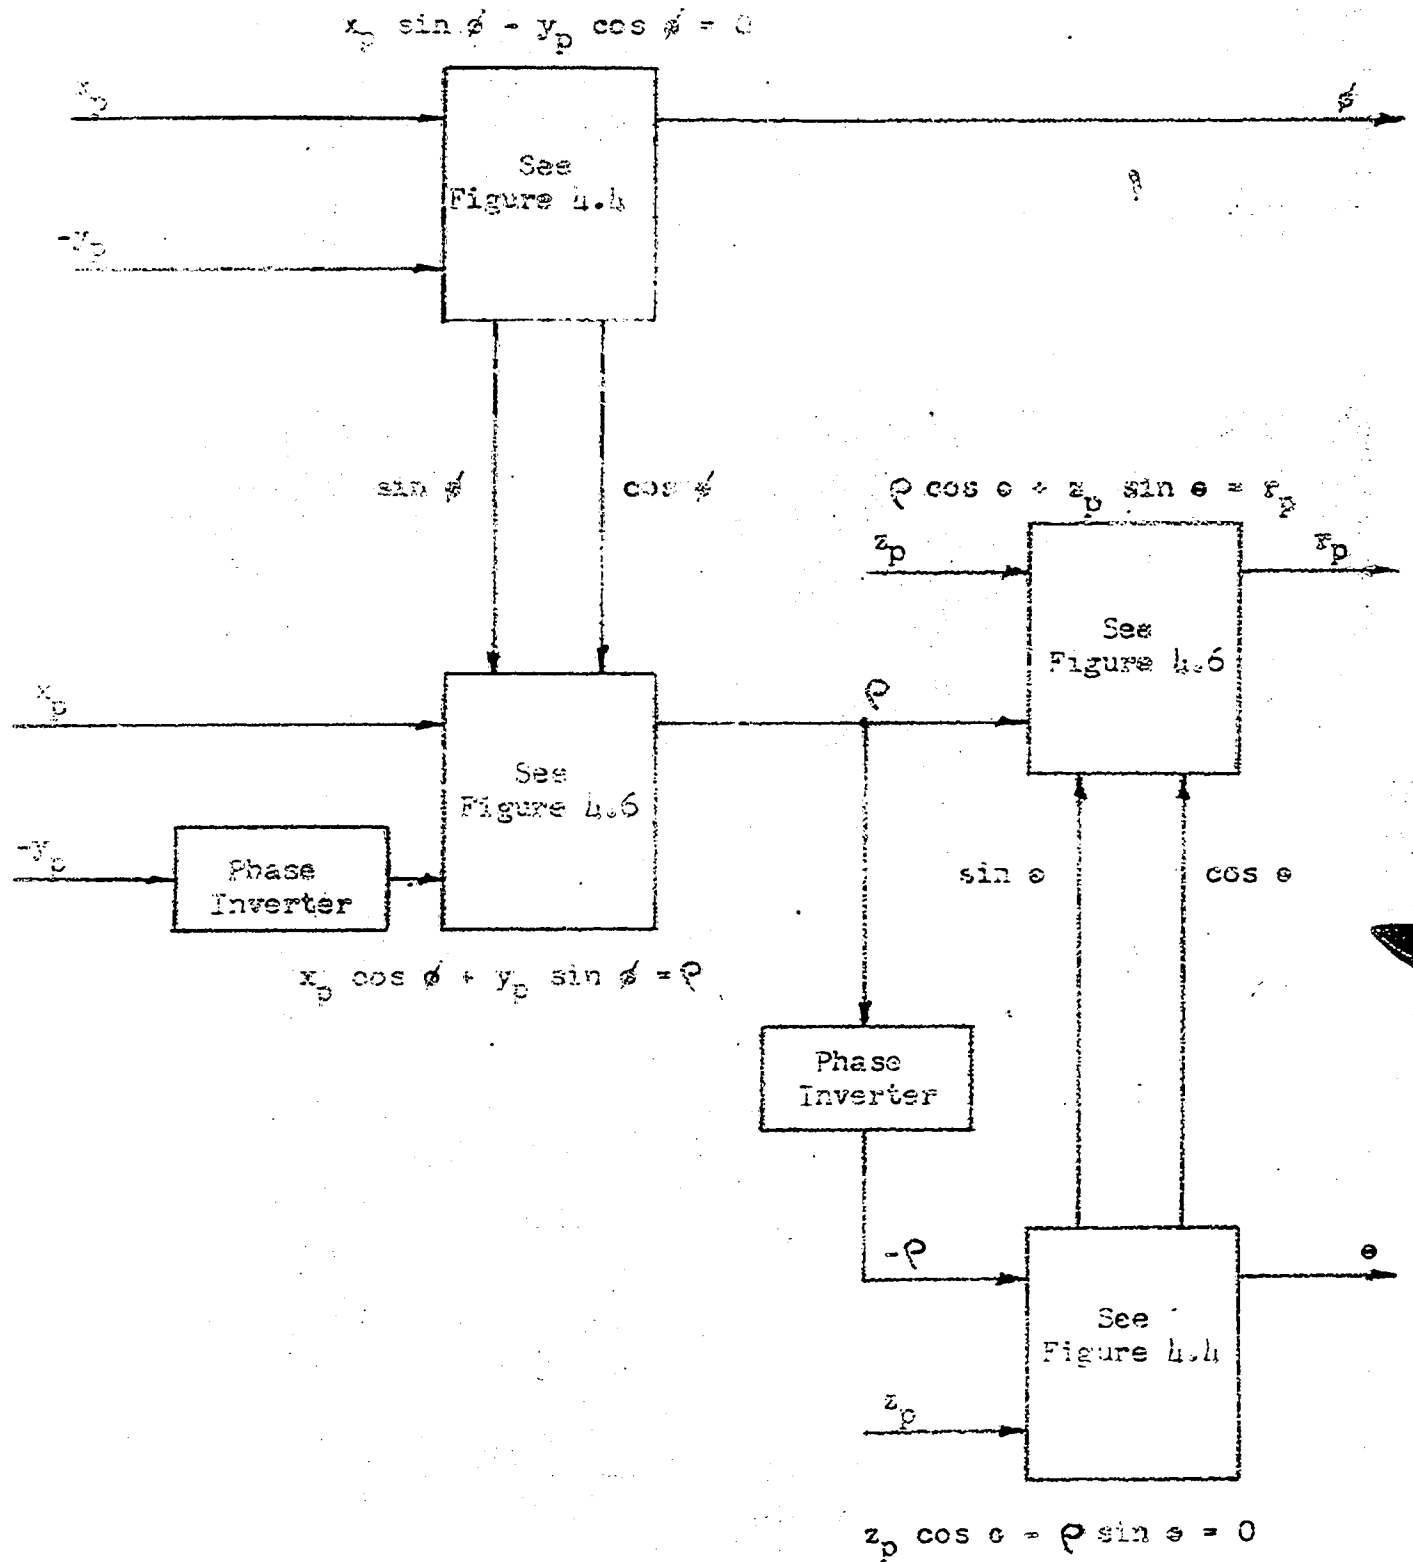 x_p sin ø - y_p cos ø = 0
x_p
ø
See
Figure 4.4
-y_p
sin ø
cos ø
ρ cos ɵ + z_p sin ɵ = r_p
z_p
r_p
See
Figure 4.6
x_p
ρ
See
Figure 4.6
-y_p
Phase
Inverter
sin ɵ
cos ɵ
x_p cos ø + y_p sin ø = ρ
Phase
Inverter
-ρ
ɵ
See
Figure 4.4
z_p
z_p cos ɵ - ρ sin ɵ = 0